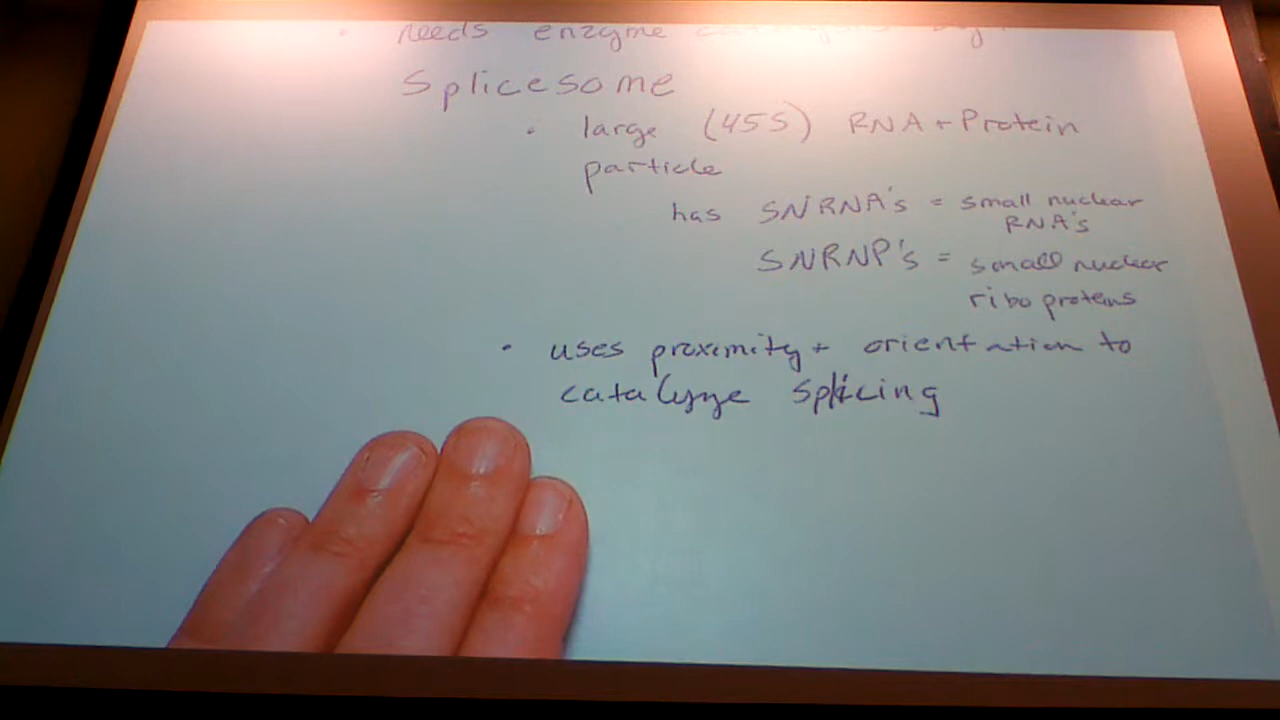 • needs enzyme
Splicesome
• large (45S) RNA + Protein
particle
has SNRNA's = small nuclear
RNA's
SNRNP's = small nuclear
ribo proteins
• uses proximity + orientation to
catalyze splicing